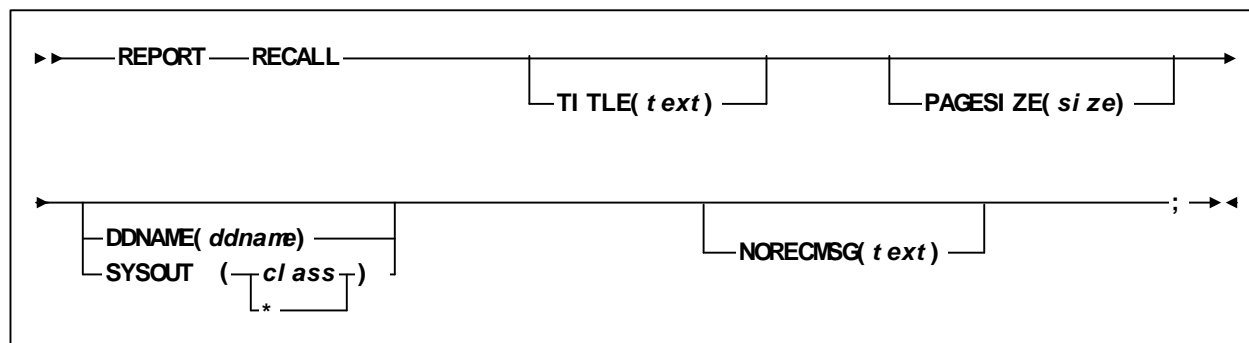 REPORT RECALL
TITLE(text) PAGESIZE(size)
;
DDNAME(ddname) NORECMSG(text)
SYSOUT (class)
*